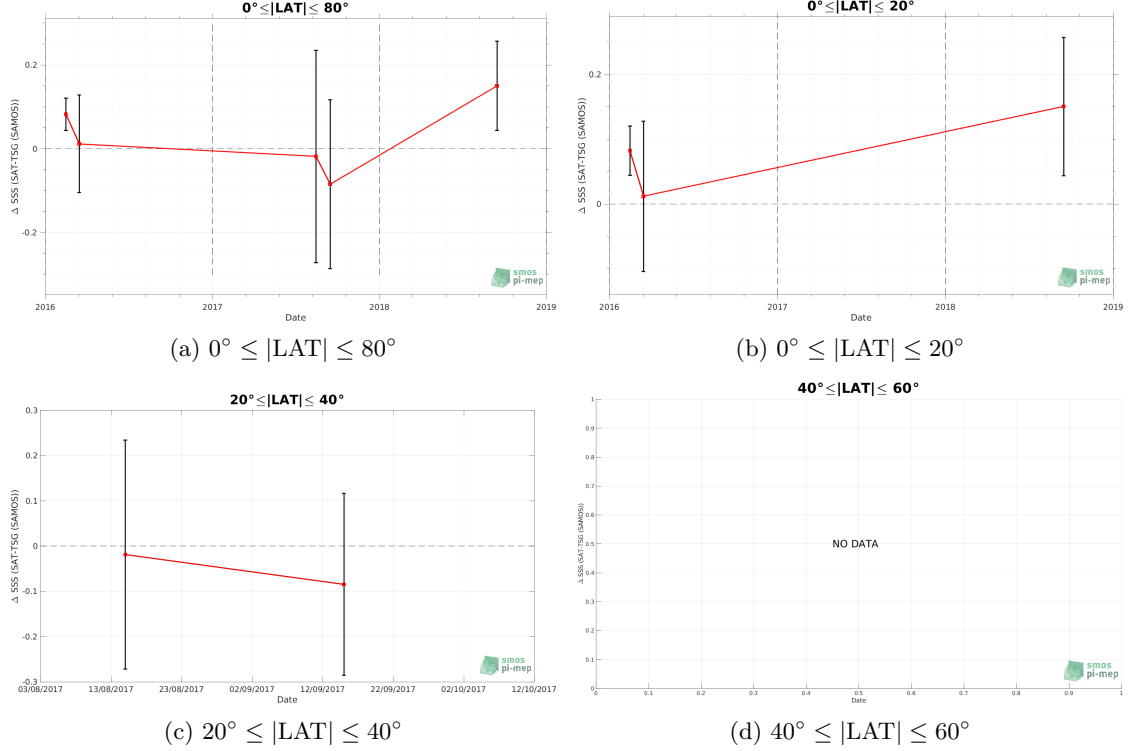 0°≤|LAT|≤ 80°
Δ SSS (SAT-TSG (SAMOS))
0.2
0
-0.2
2016
2017
2018
2019
Date
smos
pi-mep
(a) 0° ≤ |LAT| ≤ 80°
0°≤|LAT|≤ 20°
Δ SSS (SAT-TSG (SAMOS))
0.2
0
2016
2017
2018
2019
Date
smos
pi-mep
(b) 0° ≤ |LAT| ≤ 20°
20°≤|LAT|≤ 40°
Δ SSS (SAT-TSG (SAMOS))
0.3
0.2
0.1
0
-0.1
-0.2
-0.3
03/08/2017
13/08/2017
23/08/2017
02/09/2017
12/09/2017
22/09/2017
02/10/2017
12/10/2017
Date
smos
pi-mep
(c) 20° ≤ |LAT| ≤ 40°
40°≤|LAT|≤ 60°
Δ SSS (SAT-TSG (SAMOS))
1
0.9
0.8
0.7
0.6
0.5
0.4
0.3
0.2
0.1
0
NO DATA
0
0.1
0.2
0.3
0.4
0.5
0.6
0.7
0.8
0.9
1
Date
smos
pi-mep
(d) 40° ≤ |LAT| ≤ 60°